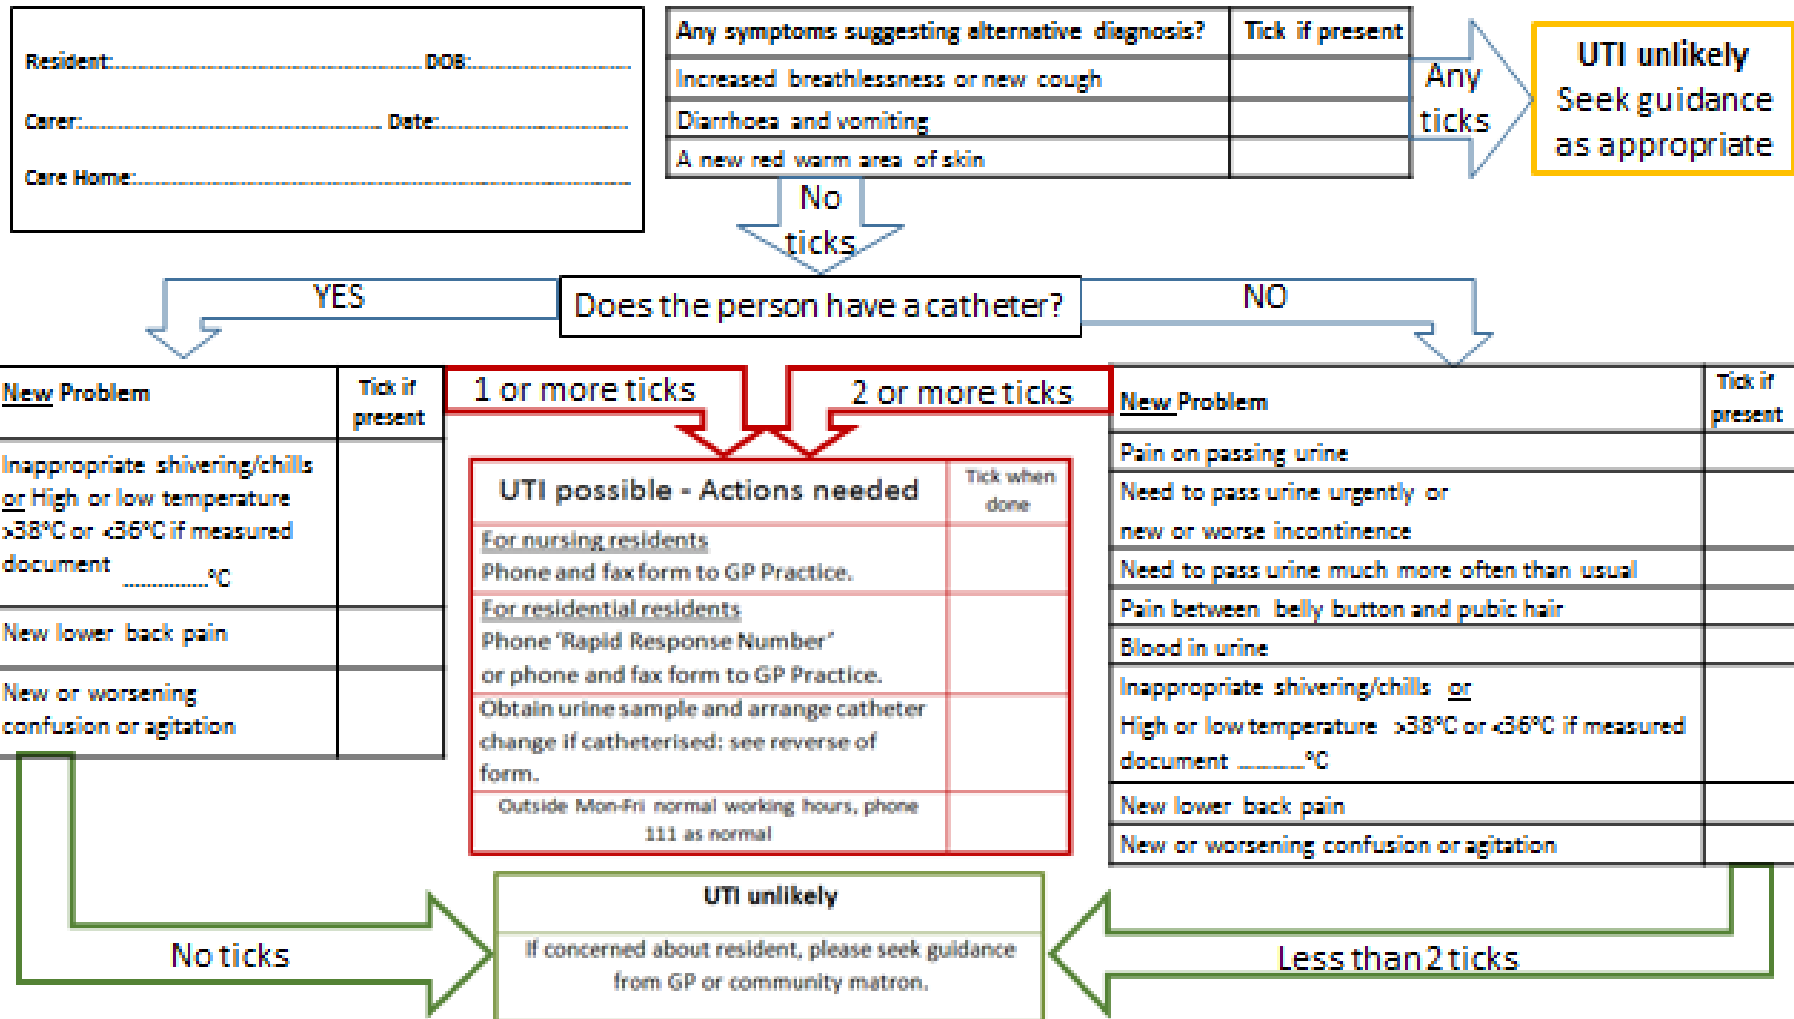 Resident:.......... DOB:..........
Carer:.......... Date:..........
Care Home:..........
Any symptoms suggesting alternative diagnosis? Tick if present
Increased breathlessness or new cough
Diarrhoea and vomiting
A new red warm area of skin
Any
ticks
UTI unlikely
Seek guidance
as appropriate
No
ticks
YES
Does the person have a catheter?
NO
New Problem
Tick if
present
Inappropriate shivering/chills
or High or low temperature
>38°C or <36°C if measured
document ..........°C
New lower back pain
New or worsening
confusion or agitation
1 or more ticks
2 or more ticks
UTI possible - Actions needed
Tick when
done
For nursing residents
Phone and fax form to GP Practice.
For residential residents
Phone 'Rapid Response Number'
or phone and fax form to GP Practice.
Obtain urine sample and arrange catheter
change if catheterised: see reverse of
form.
Outside Mon-Fri normal working hours, phone
111 as normal
New Problem
Tick if
present
Pain on passing urine
Need to pass urine urgently or
new or worse incontinence
Need to pass urine much more often than usual
Pain between belly button and pubic hair
Blood in urine
Inappropriate shivering/chills or
High or low temperature >38°C or <36°C if measured
document ..........°C
New lower back pain
New or worsening confusion or agitation
No ticks
UTI unlikely
If concerned about resident, please seek guidance
from GP or community matron.
Less than 2 ticks